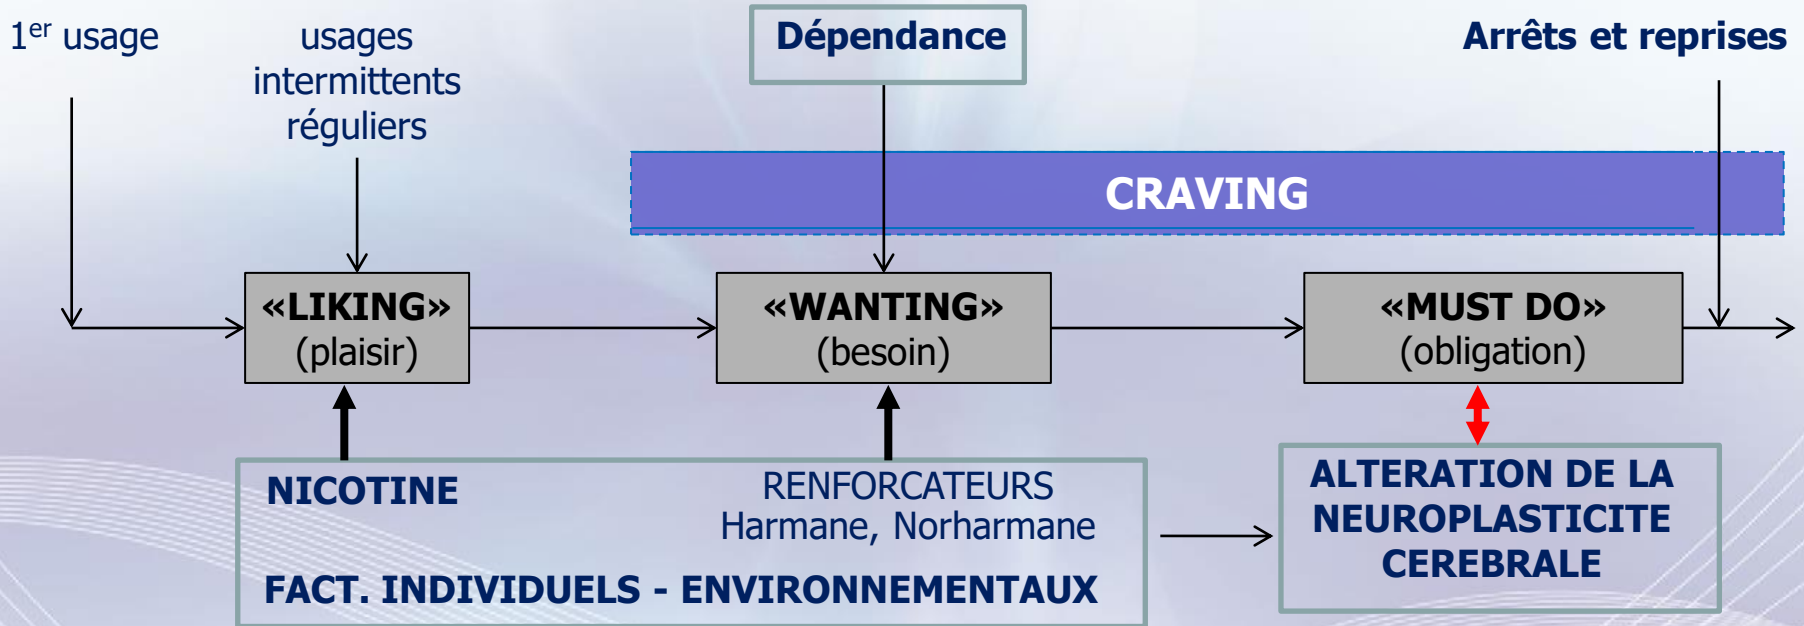 1er usage
usages
intermittents
réguliers
Dépendance
Arrêts et reprises
CRAVING
«LIKING»
(plaisir)
«WANTING»
(besoin)
«MUST DO»
(obligation)
NICOTINE
RENFORCATEURS
Harmane, Norharmane
FACT. INDIVIDUELS - ENVIRONNEMENTAUX
ALTERATION DE LA
NEUROPLASTICITE
CEREBRALE